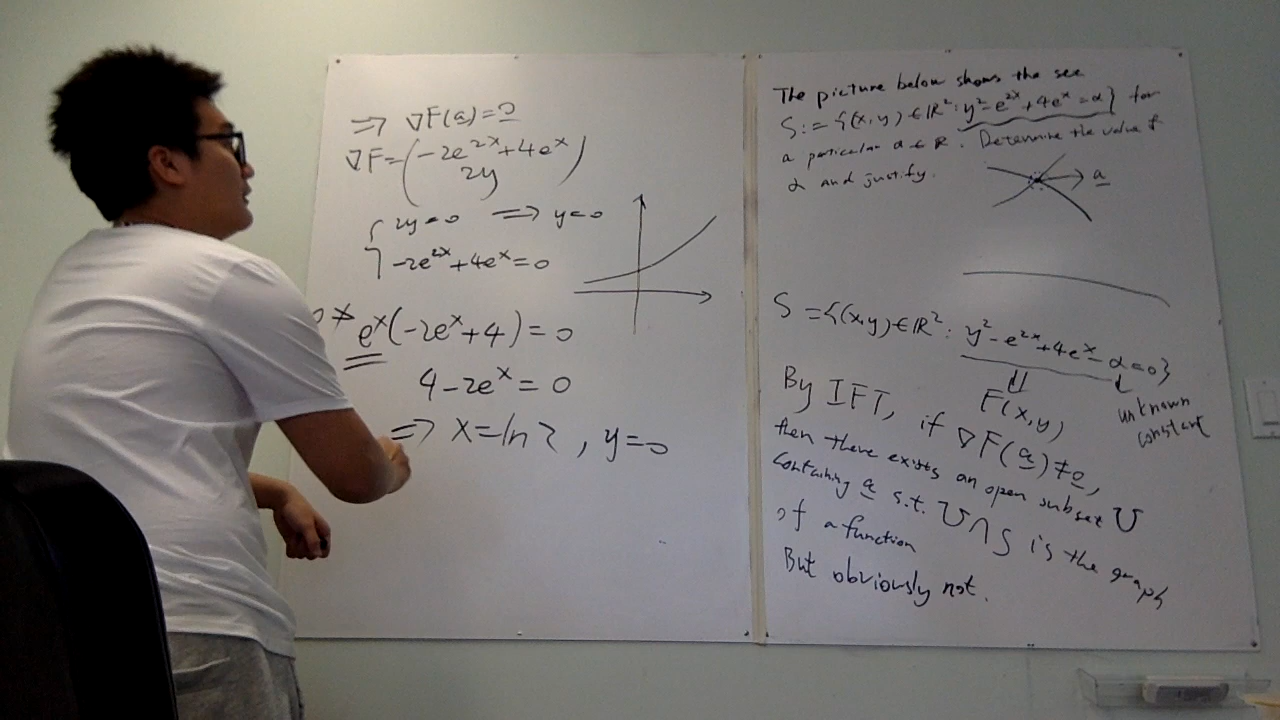 ⇒ ∇F(a)=0
∇F=(-2e^{2x}+4e^x
2y)
{ 2y=0 ⇒ y=0
-2e^{2x}+4e^x=0
0≠ e^x(-2e^x+4)=0
4-2e^x=0
⇒ x=ln2, y=0
The picture below shows the see
S:={(x,y)∈ℝ²: y²-e^{2x}+4e^x=α} for
a particular α∈ℝ. Determine the value of
α and justify.
a
S={(x,y)∈ℝ²: y²-e^{2x}+4e^x-α=0}
F(x,y)
unknown
constant
By IFT, if ∇F(a)≠0,
then there exists an open subset U
containing a s.t. U∩S is the graph
of a function
But obviously not.